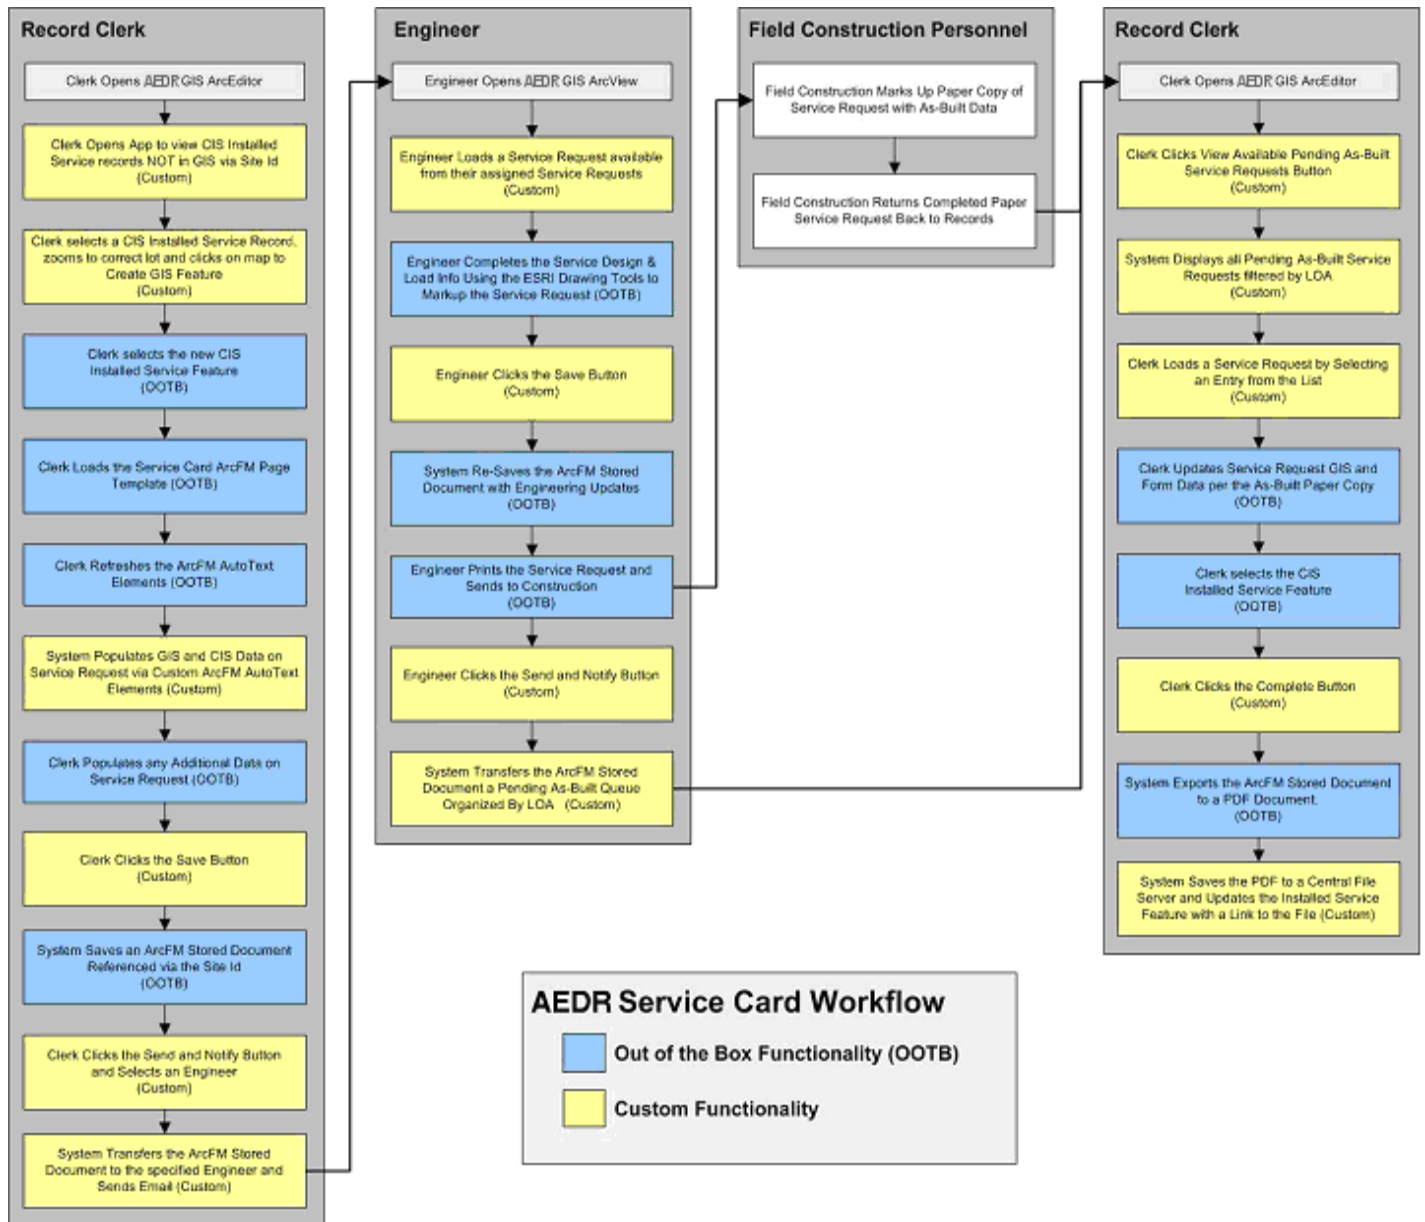 Record Clerk
Clerk Opens AEDR GIS ArcEditor
Clerk Opens App to view CIS Installed
Service records NOT in GIS via Site Id
(Custom)
Clerk selects a CIS Installed Service Record,
zooms to correct lot and clicks on map to
Create GIS Feature
(Custom)
Clerk selects the new CIS
Installed Service Feature
(OOTB)
Clerk Loads the Service Card ArcFM Page
Template (OOTB)
Clerk Refreshes the ArcFM AutoText
Elements (OOTB)
System Populates GIS and CIS Data on
Service Request via Custom ArcFM AutoText
Elements (Custom)
Clerk Populates any Additional Data on
Service Request (OOTB)
Clerk Clicks the Save Button
(Custom)
System Saves an ArcFM Stored Document
Referenced via the Site Id
(OOTB)
Clerk Clicks the Send and Notify Button
and Selects an Engineer
(Custom)
System Transfers the ArcFM Stored
Document to the specified Engineer and
Sends Email (Custom)
Engineer
Engineer Opens AEDR GIS ArcView
Engineer Loads a Service Request available
from their assigned Service Requests
(Custom)
Engineer Completes the Service Design &
Load Info Using the ESRI Drawing Tools to
Markup the Service Request (OOTB)
Engineer Clicks the Save Button
(Custom)
System Re-Saves the ArcFM Stored
Document with Engineering Updates
(OOTB)
Engineer Prints the Service Request and
Sends to Construction
(OOTB)
Engineer Clicks the Send and Notify Button
(Custom)
System Transfers the ArcFM Stored
Document a Pending As-Built Queue
Organized By LOA (Custom)
Field Construction Personnel
Field Construction Marks Up Paper Copy of
Service Request with As-Built Data
Field Construction Returns Completed Paper
Service Request Back to Records
Record Clerk
Clerk Opens AEDR GIS ArcEditor
Clerk Clicks View Available Pending As-Built
Service Requests Button
(Custom)
System Displays all Pending As-Built Service
Requests filtered by LOA
(Custom)
Clerk Loads a Service Request by Selecting
an Entry from the List
(Custom)
Clerk Updates Service Request GIS and
Form Data per the As-Built Paper Copy
(OOTB)
Clerk selects the CIS
Installed Service Feature
(OOTB)
Clerk Clicks the Complete Button
(Custom)
System Exports the ArcFM Stored Document
to a PDF Document.
(OOTB)
System Saves the PDF to a Central File
Server and Updates the Installed Service
Feature with a Link to the File (Custom)
AEDR Service Card Workflow
Out of the Box Functionality (OOTB)
Custom Functionality